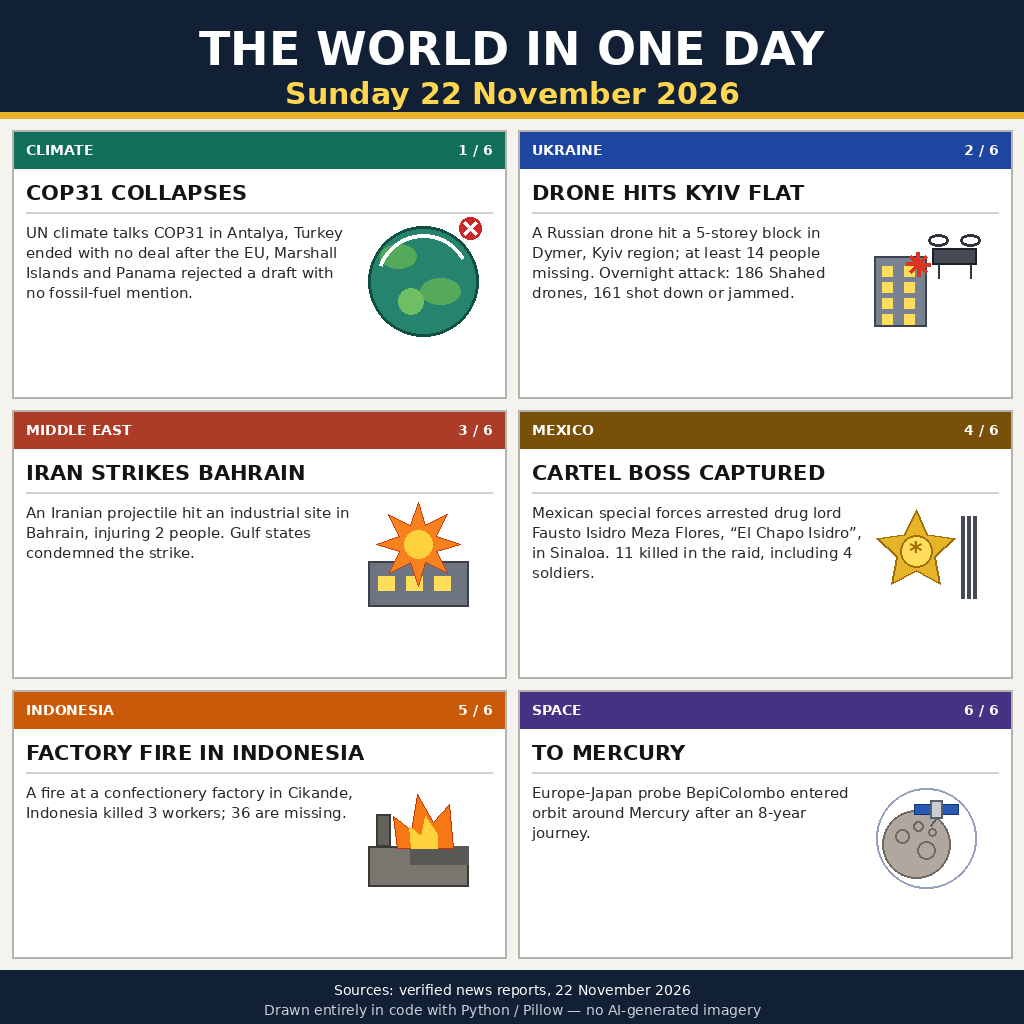 THE WORLD IN ONE DAY
Sunday 22 November 2026
CLIMATE 1 / 6
COP31 COLLAPSES
UN climate talks COP31 in Antalya, Turkey
ended with no deal after the EU, Marshall
Islands and Panama rejected a draft with
no fossil-fuel mention.
UKRAINE 2 / 6
DRONE HITS KYIV FLAT
A Russian drone hit a 5-storey block in
Dymer, Kyiv region; at least 14 people
missing. Overnight attack: 186 Shahed
drones, 161 shot down or jammed.
MIDDLE EAST 3 / 6
IRAN STRIKES BAHRAIN
An Iranian projectile hit an industrial site in
Bahrain, injuring 2 people. Gulf states
condemned the strike.
MEXICO 4 / 6
CARTEL BOSS CAPTURED
Mexican special forces arrested drug lord
Fausto Isidro Meza Flores, “El Chapo Isidro”,
in Sinaloa. 11 killed in the raid, including 4
soldiers.
*
INDONESIA 5 / 6
FACTORY FIRE IN INDONESIA
A fire at a confectionery factory in Cikande,
Indonesia killed 3 workers; 36 are missing.
SPACE 6 / 6
TO MERCURY
Europe-Japan probe BepiColombo entered
orbit around Mercury after an 8-year
journey.
Sources: verified news reports, 22 November 2026
Drawn entirely in code with Python / Pillow — no AI-generated imagery